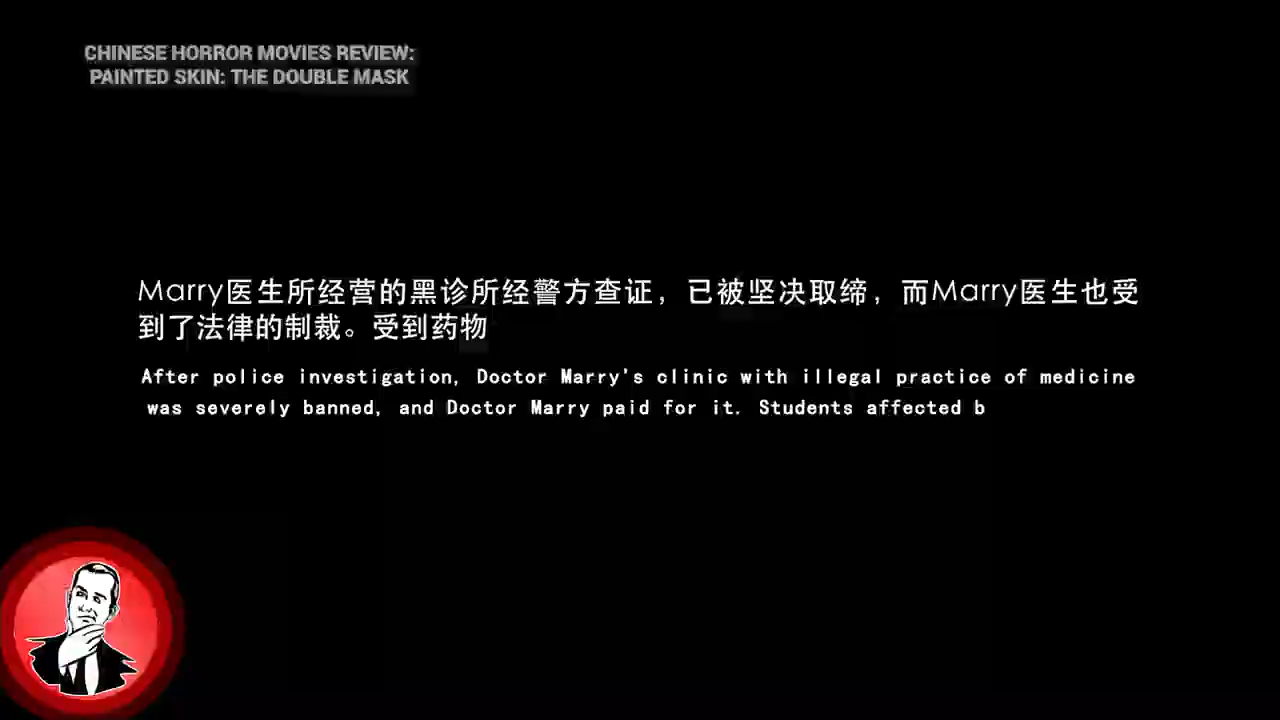 CHINESE HORROR MOVIES REVIEW:
PAINTED SKIN: THE DOUBLE MASK
Marry医生所经营的黑诊所经警方查证，已被坚决取缔，而Marry医生也受
到了法律的制裁。受到药物
After police investigation, Doctor Marry's clinic with illegal practice of medicine
was severely banned, and Doctor Marry paid for it. Students affected b